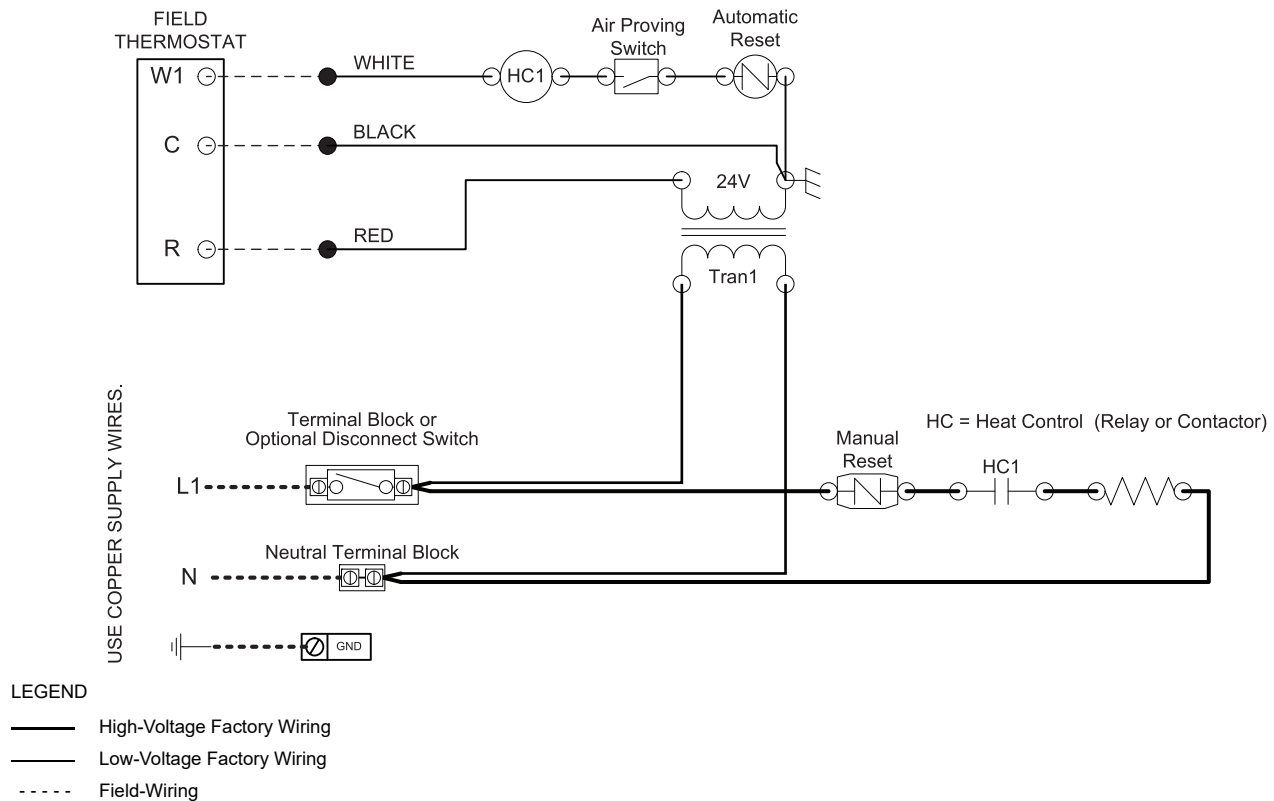 FIELD
THERMOSTAT
Air Proving
Switch
Automatic
Reset
W1
WHITE
HC1
C
BLACK
24V
R
RED
Tran1
USE COPPER SUPPLY WIRES.
Terminal Block or
Optional Disconnect Switch
HC = Heat Control (Relay or Contactor)
Manual
Reset
HC1
L1
Neutral Terminal Block
N
GND
LEGEND
High-Voltage Factory Wiring
Low-Voltage Factory Wiring
Field-Wiring